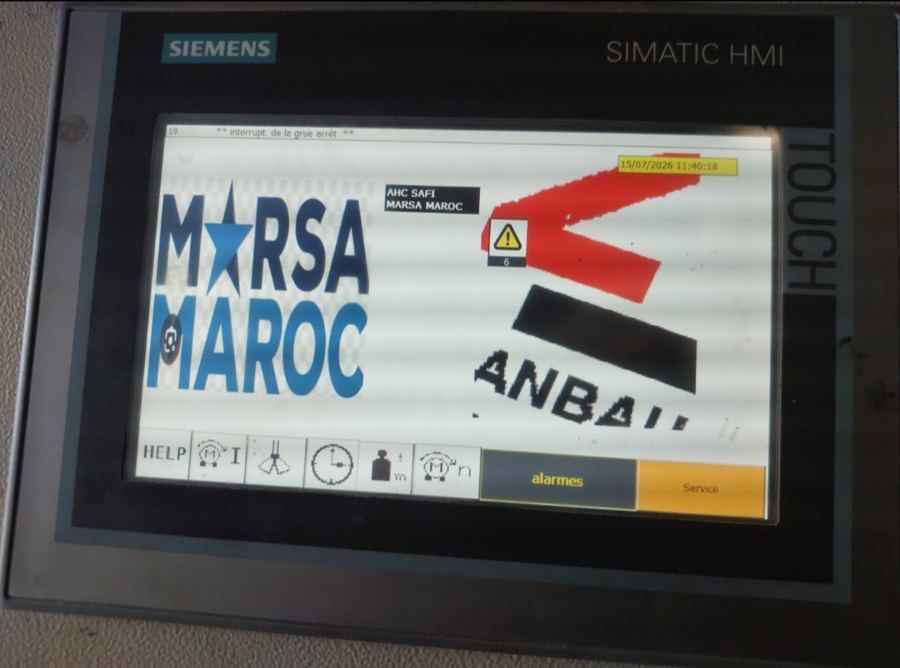 SIEMENS
SIMATIC HMI
TOUCH
19 ** interrupt. de la grue arrêt **
15/07/2026 11:40:18
AHC SAFI
MARSA MAROC
MARSA
MAROC
6
ANBAU
HELP
M I
t
m
M n
alarmes
Service